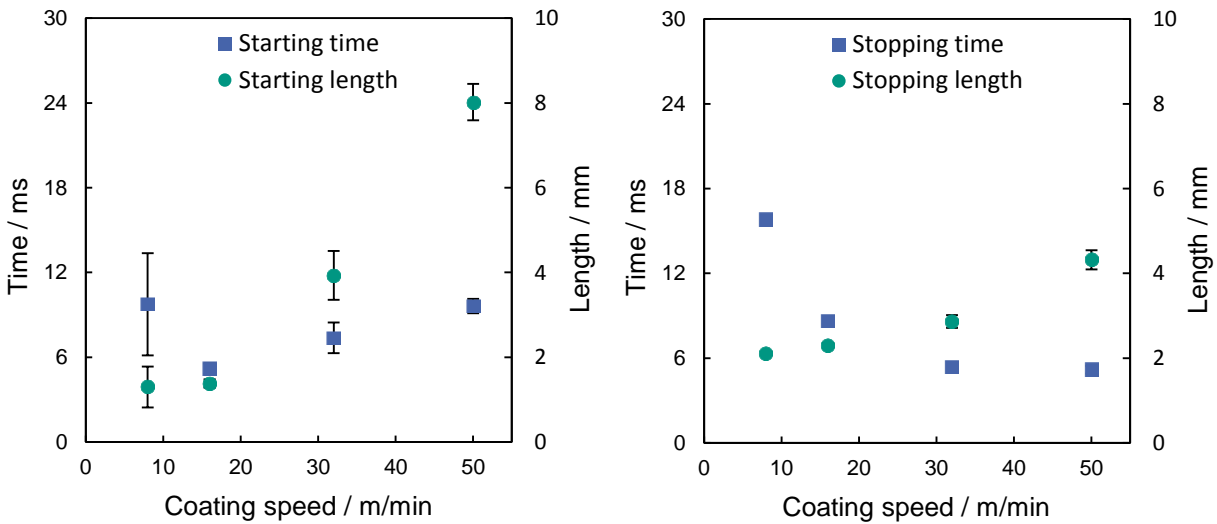 30
24
18
12
6
0
Time / ms
Starting time
Starting length
10
8
6
4
2
0
Length / mm
0 10 20 30 40 50
Coating speed / m/min
30
24
18
12
6
0
Time / ms
Stopping time
Stopping length
10
8
6
4
2
0
Length / mm
0 10 20 30 40 50
Coating speed / m/min